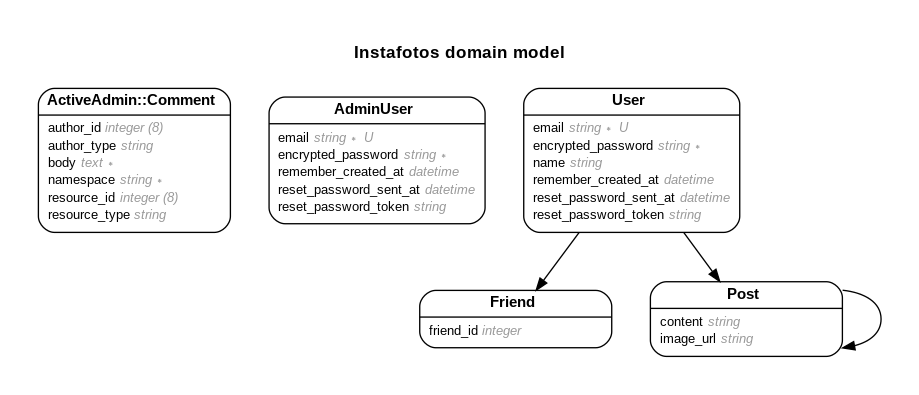 Instafotos domain model
ActiveAdmin::Comment
author_id integer (8)
author_type string
body text ∗
namespace string ∗
resource_id integer (8)
resource_type string
AdminUser
email string ∗ U
encrypted_password string ∗
remember_created_at datetime
reset_password_sent_at datetime
reset_password_token string
User
email string ∗ U
encrypted_password string ∗
name string
remember_created_at datetime
reset_password_sent_at datetime
reset_password_token string
Friend
friend_id integer
Post
content string
image_url string